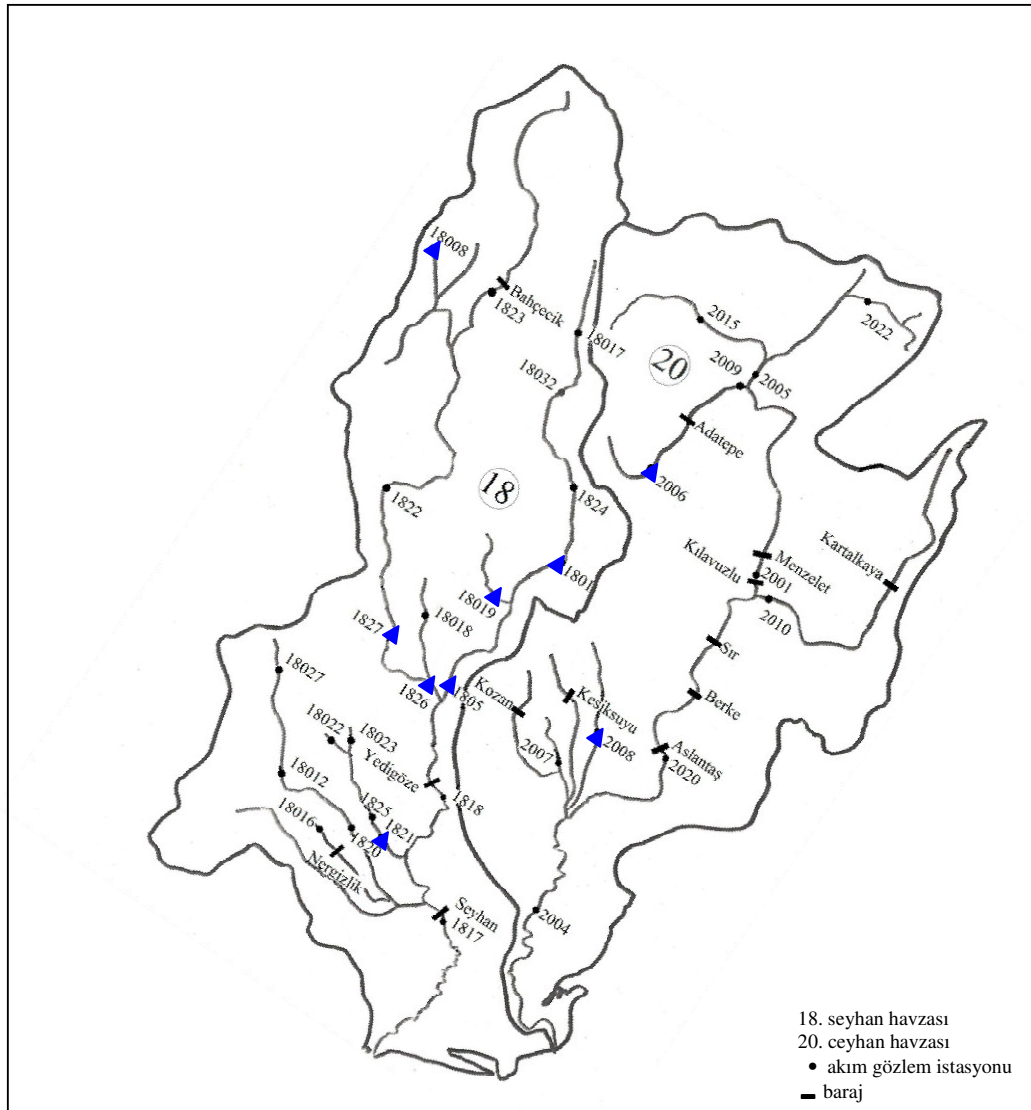 18008
Bahçecik
1823
18017
2015
2022
2009
2005
20
18032
Adatepe
2006
18
1822
1824
Kartalkaya
Kılavuzlu
Menzelet
1801
2001
18019
2010
18018
1827
Sır
18027
1826
1805
Kozan
Kesiksuyu
Berke
18022
18023
2007
2008
Aslantaş
2020
Yedigöze
18012
1818
1825
18016
1821
1820
Nergizlik
Seyhan
1817
2004
18. seyhan havzası
20. ceyhan havzası
akım gözlem istasyonu
baraj